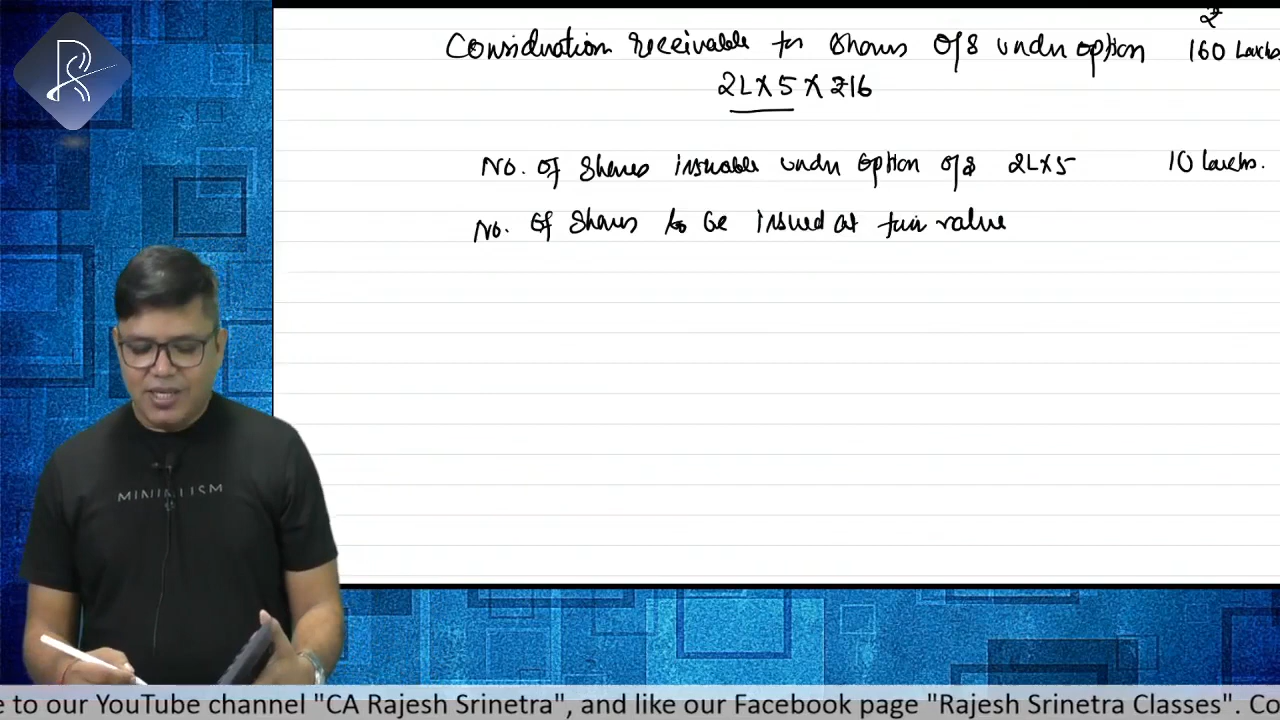 ₹
Consideration receivable for shares o/s under option 160 Lakhs
2L X 5 X ₹16
No. of shares issuable under option o/s 2L X 5 10 Lakhs.
No. of shares to be issued at fair value
MINIMLISM
e to our YouTube channel "CA Rajesh Srinetra", and like our Facebook page "Rajesh Srinetra Classes". Co